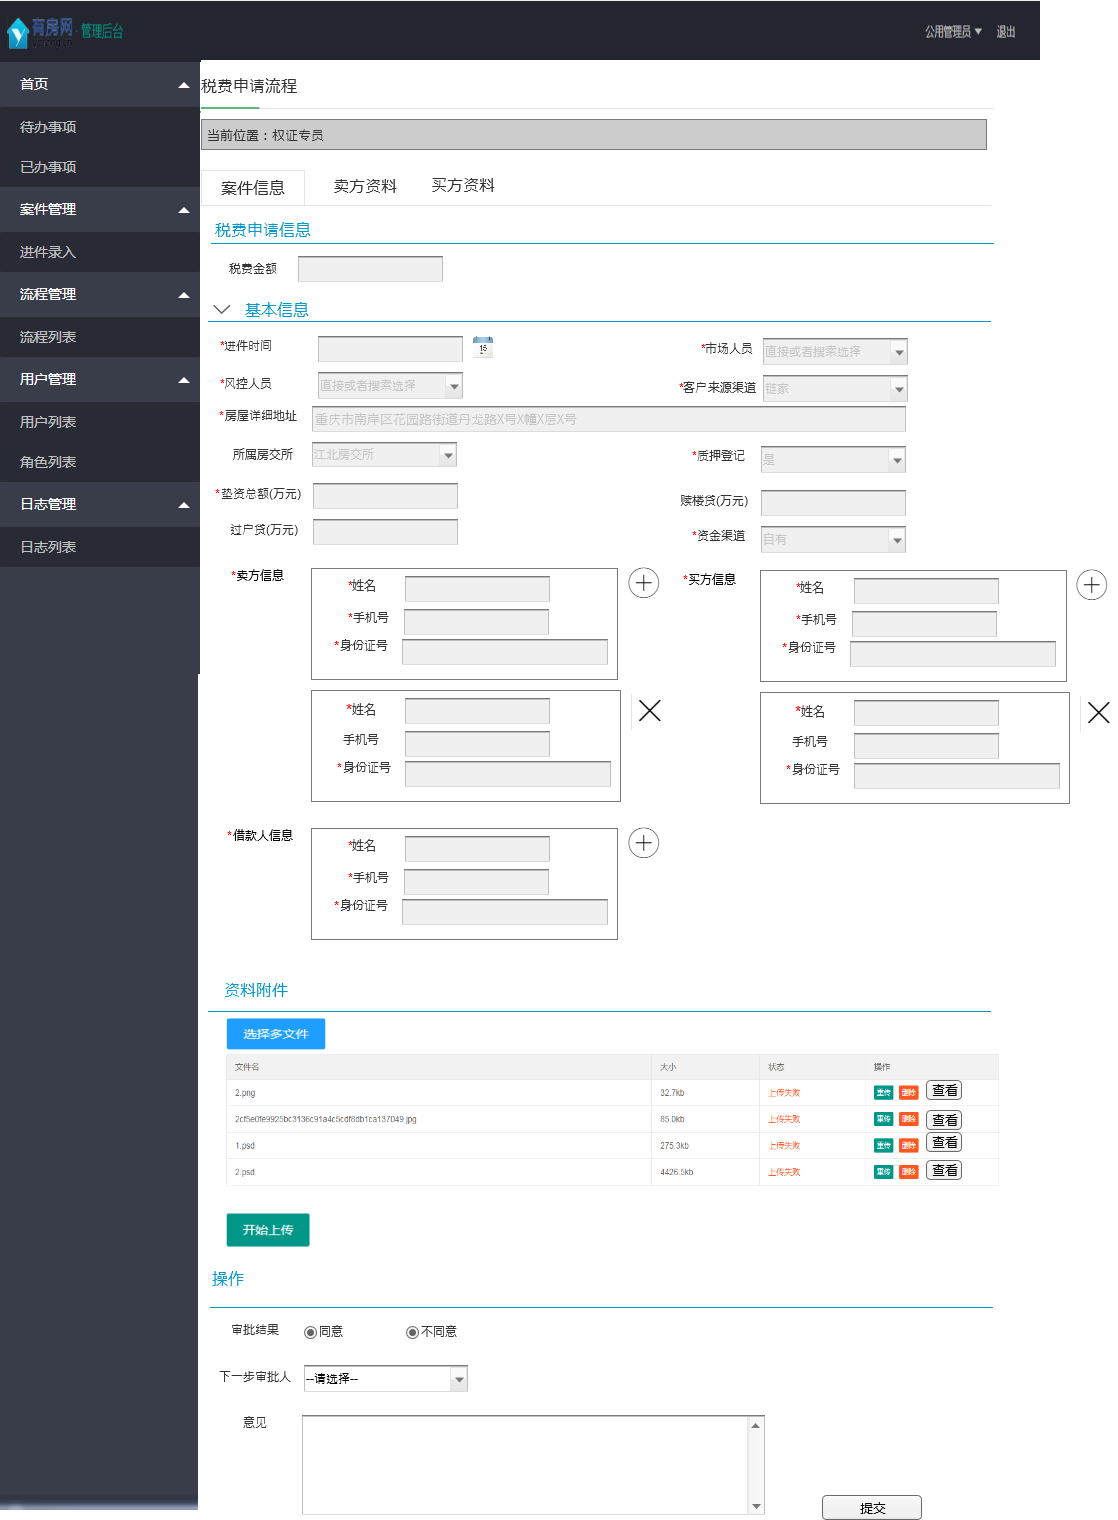 有房网·管理后台
公用管理员 退出
首页
待办事项
已办事项
案件管理
进件录入
流程管理
流程列表
用户管理
用户列表
角色列表
日志管理
日志列表
税费申请流程
当前位置：权证专员
案件信息 卖方资料 买方资料
税费申请信息
税费金额
基本信息
*进件时间 15 *市场人员 直接或者搜索选择
*风控人员 直接或者搜索选择 *客户来源渠道 链家
*房屋详细地址 重庆市南岸区花园路街道丹龙路X号X幢X层X号
所属房交所 江北房交所 *质押登记 是
*垫资总额(万元) 赎楼贷(万元)
过户贷(万元) *资金渠道 自有
*卖方信息 *姓名 *买方信息 *姓名
*手机号 *手机号
*身份证号 *身份证号
*姓名 *姓名
手机号 手机号
*身份证号 *身份证号
*借款人信息 *姓名
*手机号
*身份证号
资料附件
选择多文件
文件名 大小 状态 操作
2.png 32.7kb 上传失败 重传 删除 查看
2cf5e0fe9925bc3136c91a4c5cdf8db1ca137049.jpg 85.0kb 上传失败 重传 删除 查看
1.psd 275.3kb 上传失败 重传 删除 查看
2.psd 4426.5kb 上传失败 重传 删除 查看
开始上传
操作
审批结果 同意 不同意
下一步审批人 --请选择--
意见
提交